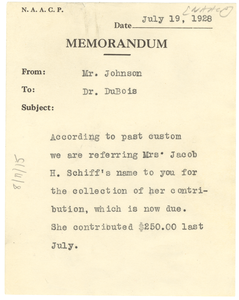 N. A. A. C. P.
Date July 19, 1928
MEMORANDUM
From: Mr. Johnson
To: Dr. DuBois
Subject:
According to past custom
we are referring Mrs. Jacob
H. Schiff's name to you for
the collection of her contri-
bution, which is now due.
She contributed $250.00 last
July.